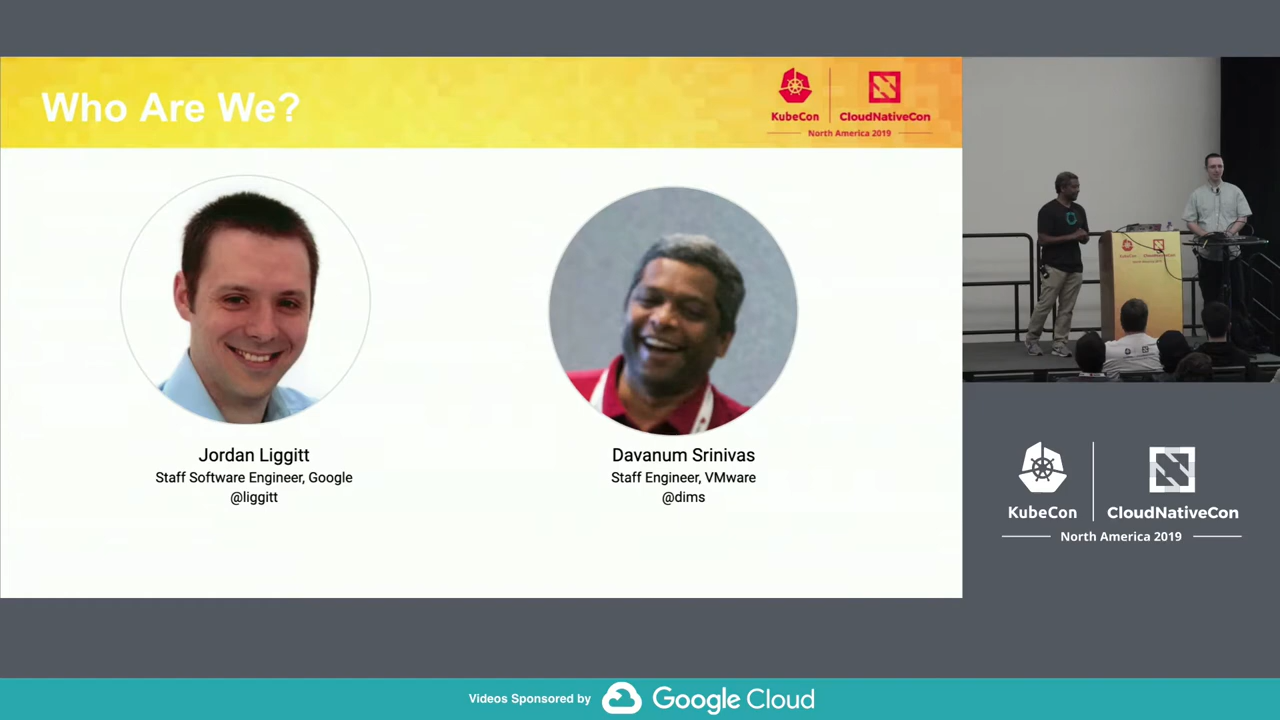 Who Are We?
KubeCon
CloudNativeCon
North America 2019
Jordan Liggitt
Staff Software Engineer, Google
@liggitt
Davanum Srinivas
Staff Engineer, VMware
@dims
KubeCon
CloudNativeCon
North America 2019
Videos Sponsored by
Google Cloud